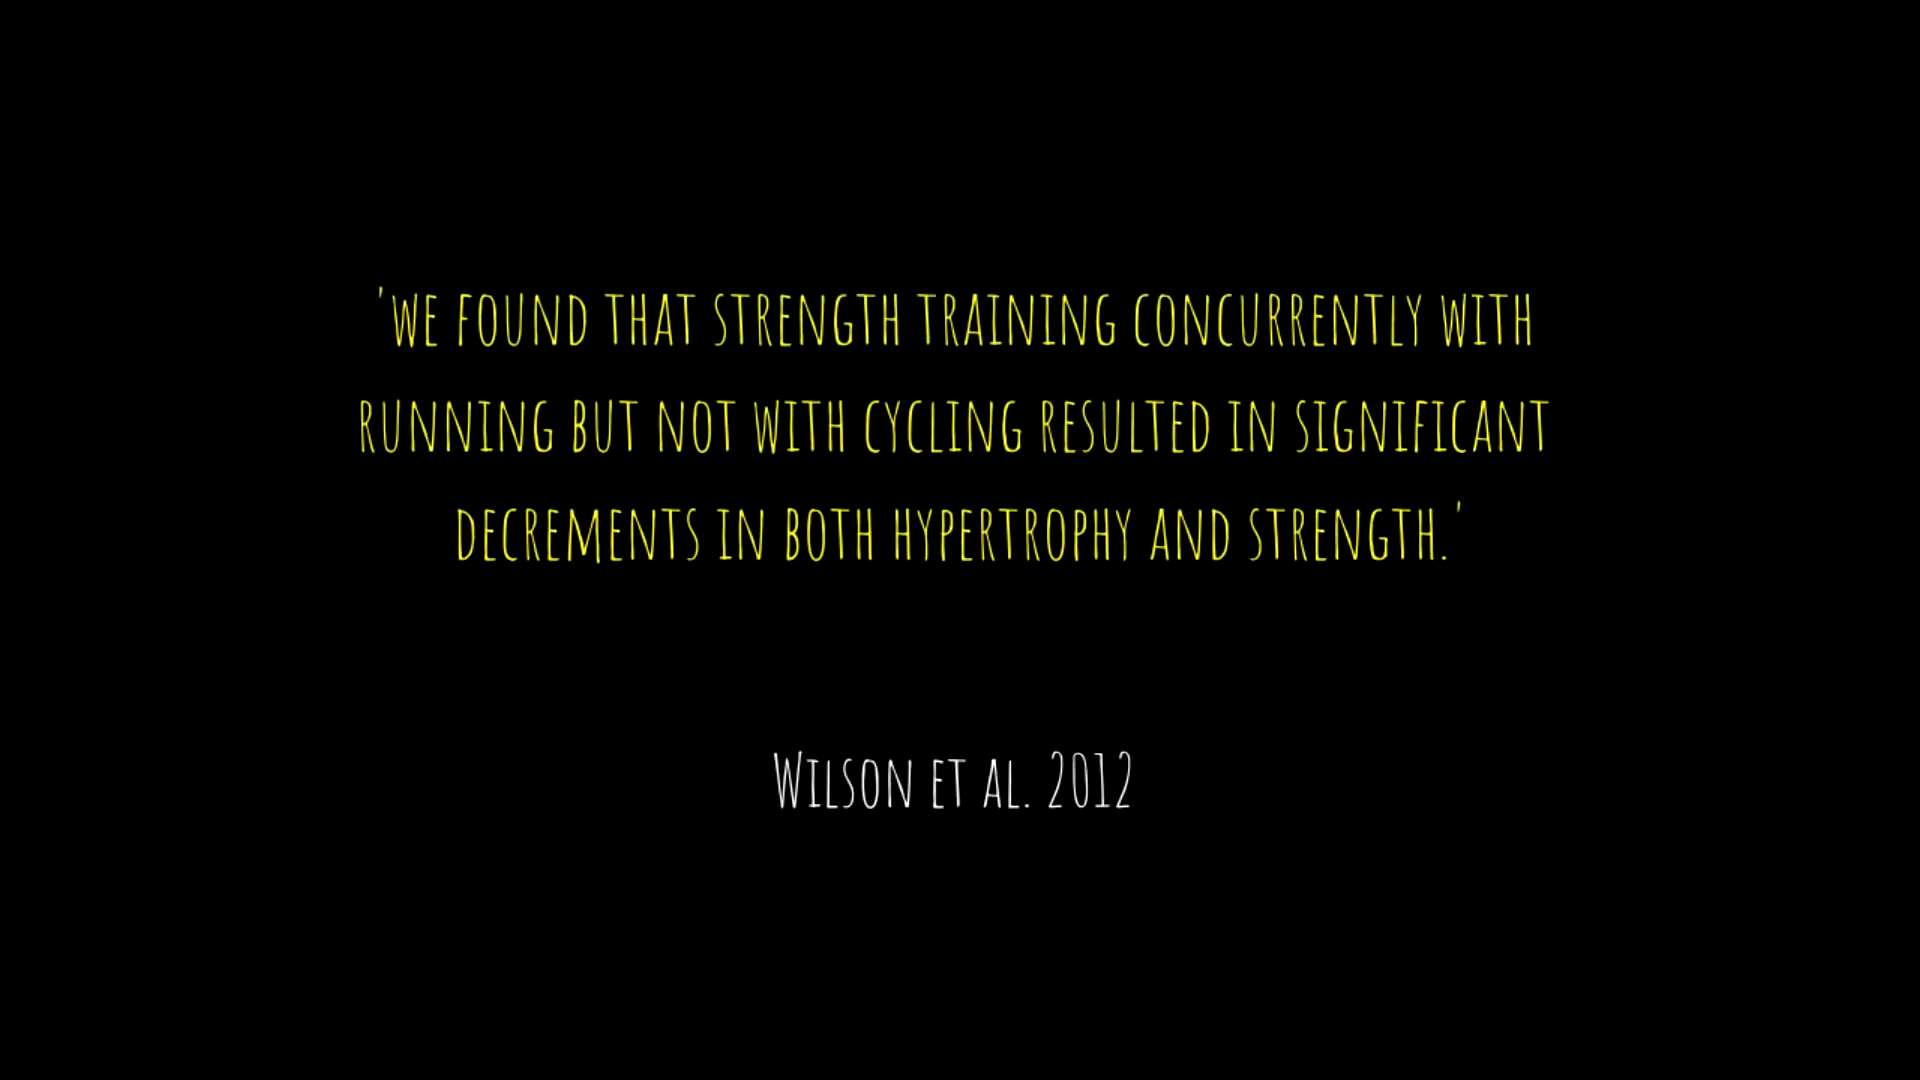 'we found that strength training concurrently with
running but not with cycling resulted in significant
decrements in both hypertrophy and strength.'
Wilson et al. 2012